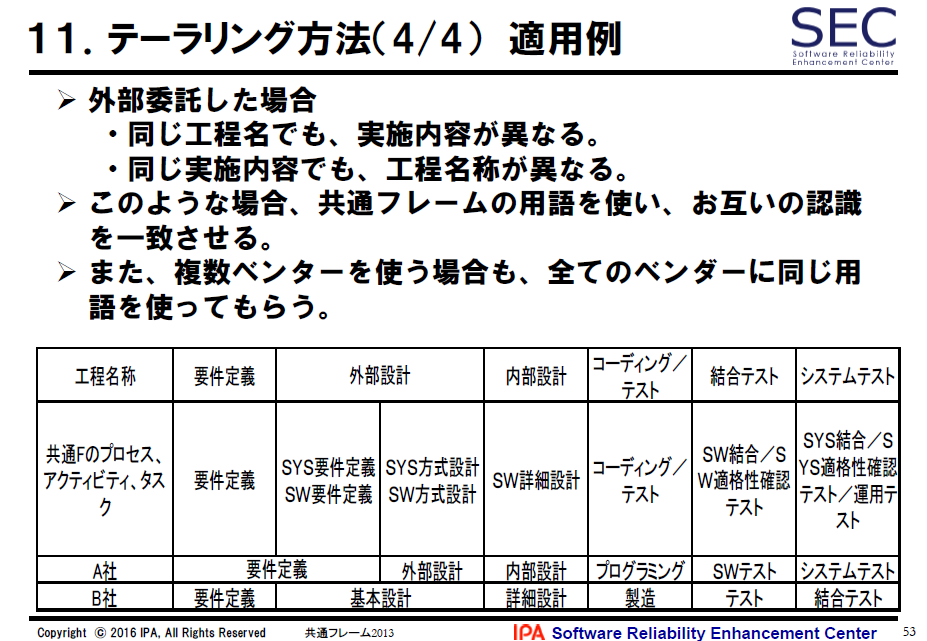 11. テーラリング方法(4/4) 適用例
SEC
Software Reliability
Enhancement Center
➢ 外部委託した場合
・同じ工程名でも、実施内容が異なる。
・同じ実施内容でも、工程名称が異なる。
➢ このような場合、共通フレームの用語を使い、お互いの認識
を一致させる。
➢ また、複数ベンターを使う場合も、全てのベンダーに同じ用
語を使ってもらう。
工程名称 要件定義 外部設計 内部設計 コーディング/テスト 結合テスト システムテスト
共通Fのプロセス、アクティビティ、タスク 要件定義 SYS要件定義 SW要件定義 SYS方式設計 SW方式設計 SW詳細設計 コーディング/テスト SW結合/SW適格性確認テスト SYS結合/SYS適格性確認テスト/運用テスト
A社 要件定義 外部設計 内部設計 プログラミング SWテスト システムテスト
B社 要件定義 基本設計 詳細設計 製造 テスト 結合テスト
Copyright © 2016 IPA, All Rights Reserved 共通フレーム2013 IPA Software Reliability Enhancement Center 53